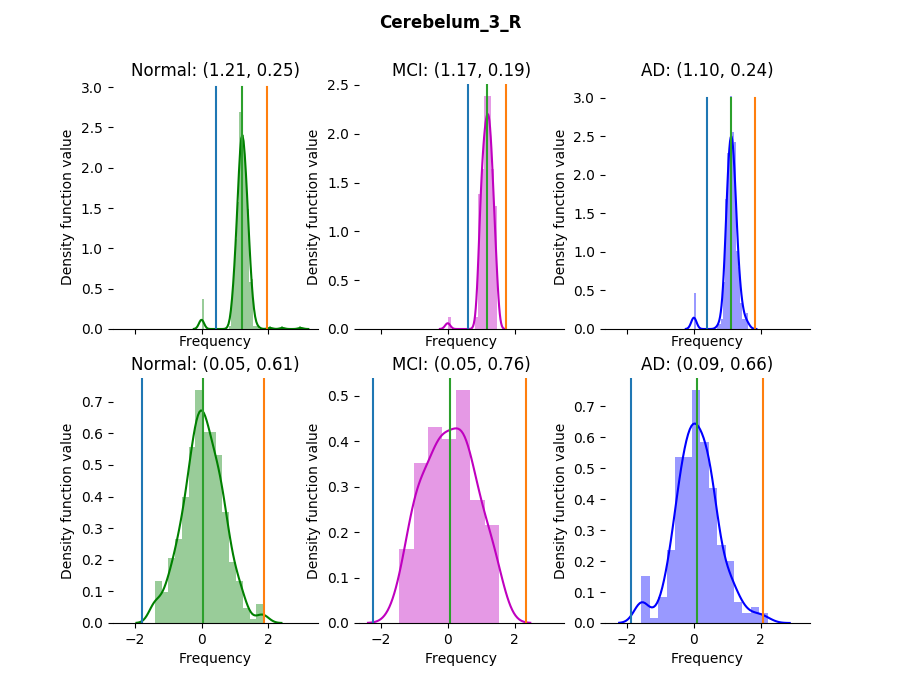 Cerebelum_3_R
Normal: (1.21, 0.25)
MCI: (1.17, 0.19)
AD: (1.10, 0.24)
Density function value
3.0
2.5
2.0
1.5
1.0
0.5
0.0
Frequency
Density function value
2.5
2.0
1.5
1.0
0.5
0.0
Frequency
Density function value
3.0
2.5
2.0
1.5
1.0
0.5
0.0
Frequency
Normal: (0.05, 0.61)
MCI: (0.05, 0.76)
AD: (0.09, 0.66)
Density function value
0.7
0.6
0.5
0.4
0.3
0.2
0.1
0.0
−2 0 2
Frequency
Density function value
0.5
0.4
0.3
0.2
0.1
0.0
−2 0 2
Frequency
Density function value
0.7
0.6
0.5
0.4
0.3
0.2
0.1
0.0
−2 0 2
Frequency